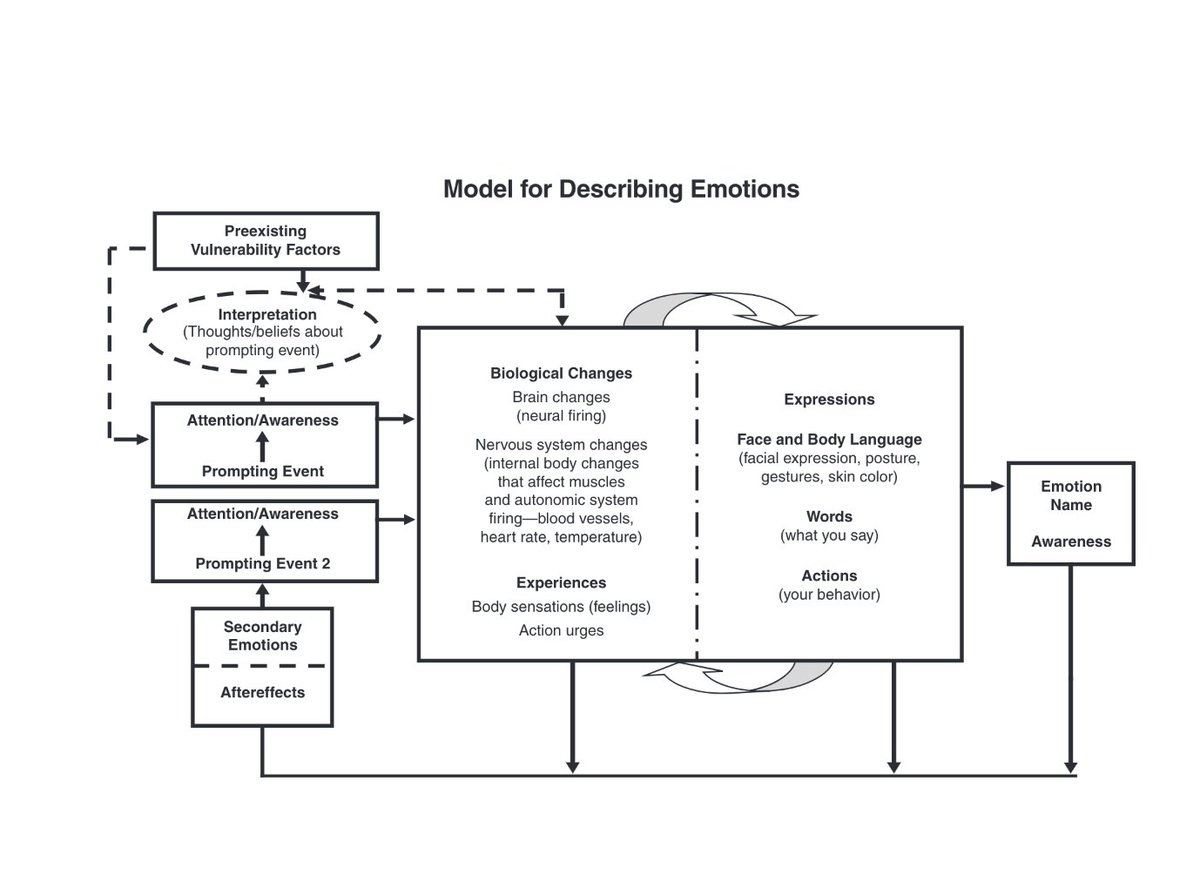 Model for Describing Emotions
Preexisting
Vulnerability Factors
Interpretation
(Thoughts/beliefs about
prompting event)
Attention/Awareness
Prompting Event
Attention/Awareness
Prompting Event 2
Secondary
Emotions
Aftereffects
Biological Changes
Brain changes
(neural firing)
Nervous system changes
(internal body changes
that affect muscles
and autonomic system
firing—blood vessels,
heart rate, temperature)
Experiences
Body sensations (feelings)
Action urges
Expressions
Face and Body Language
(facial expression, posture,
gestures, skin color)
Words
(what you say)
Actions
(your behavior)
Emotion
Name
Awareness